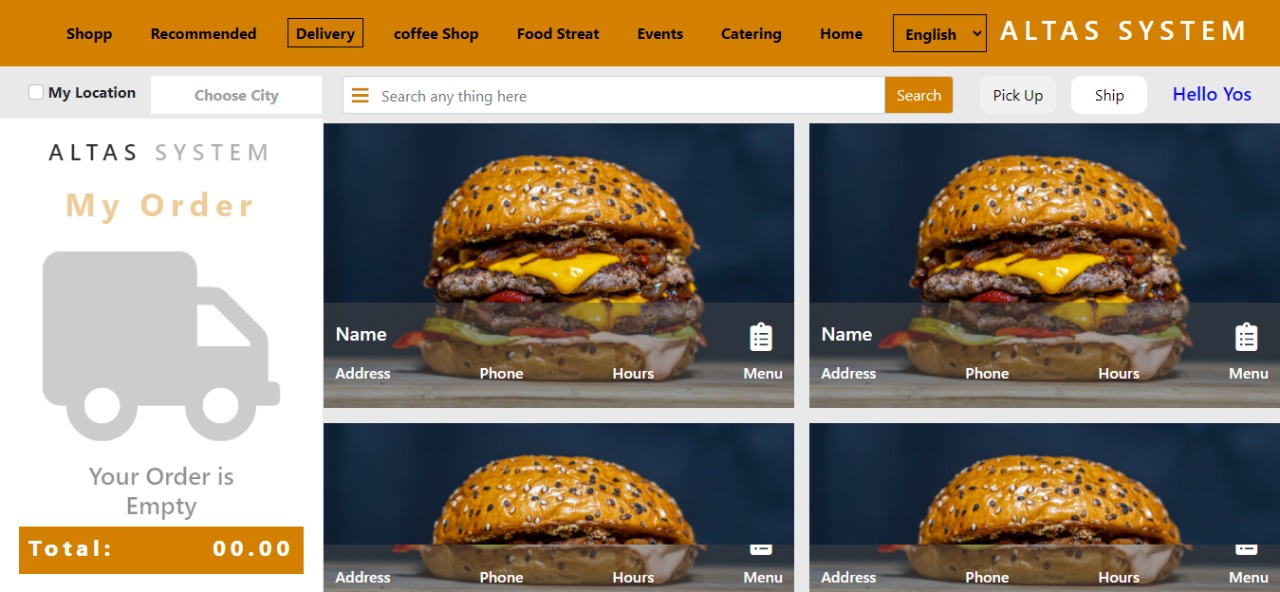 Shopp Recommended Delivery coffee Shop Food Streat Events Catering Home English ALTAS SYSTEM
My Location Choose City Search any thing here Search Pick Up Ship Hello Yos
ALTAS SYSTEM
My Order
Your Order is
Empty
Total: 00.00
Name
Address Phone Hours Menu
Name
Address Phone Hours Menu
Address Phone Hours Menu
Address Phone Hours Menu